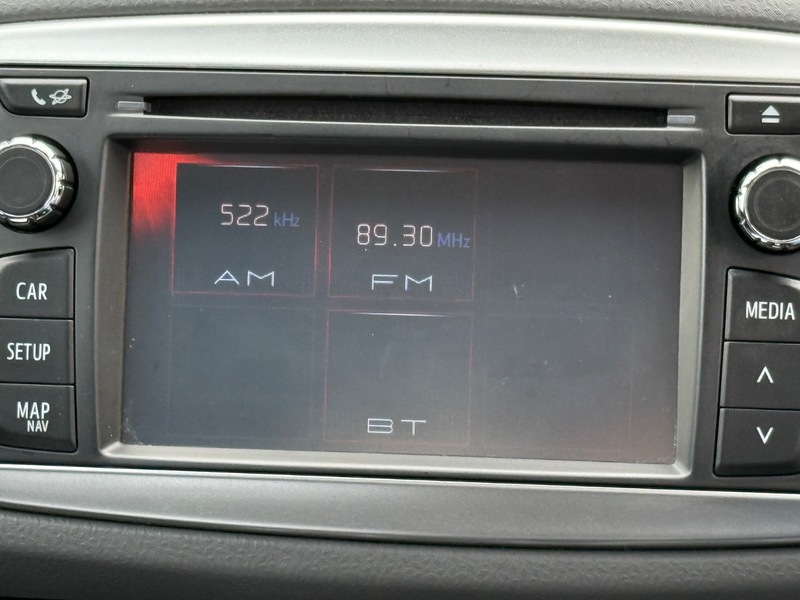 522 kHz
AM
89.30 MHz
FM
BT
CAR
SETUP
MAP
NAV
MEDIA